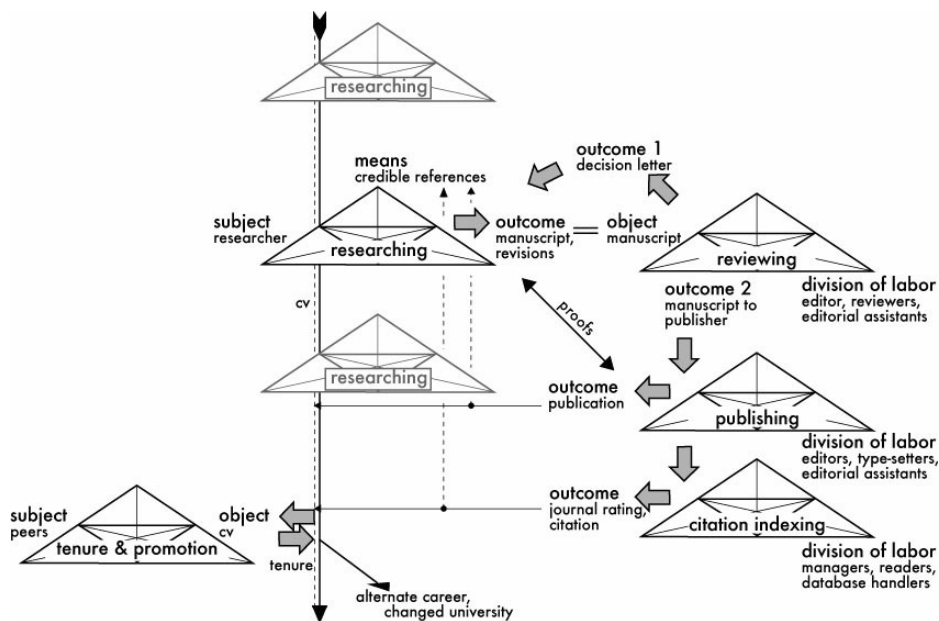 researching
means
credible references
outcome 1
decision letter
subject
researcher
researching
outcome
manuscript,
revisions
=
object
manuscript
reviewing
division of labor
editor, reviewers,
editorial assistants
cv
proofs
outcome 2
manuscript to
publisher
researching
outcome
publication
publishing
division of labor
editors, type-setters,
editorial assistants
outcome
journal rating,
citation
citation indexing
division of labor
managers, readers,
database handlers
subject
peers
tenure & promotion
object
cv
tenure
alternate career,
changed university